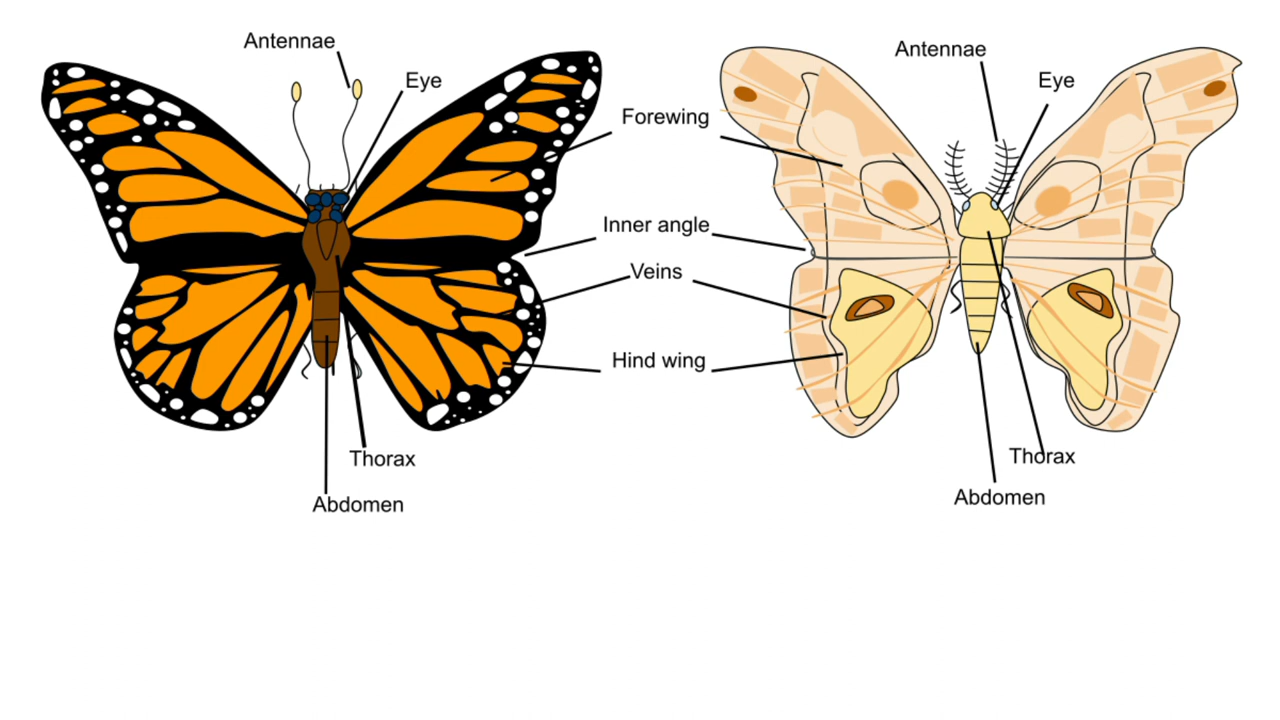 Antennae
Eye
Forewing
Inner angle
Veins
Hind wing
Thorax
Abdomen
Antennae
Eye
Thorax
Abdomen